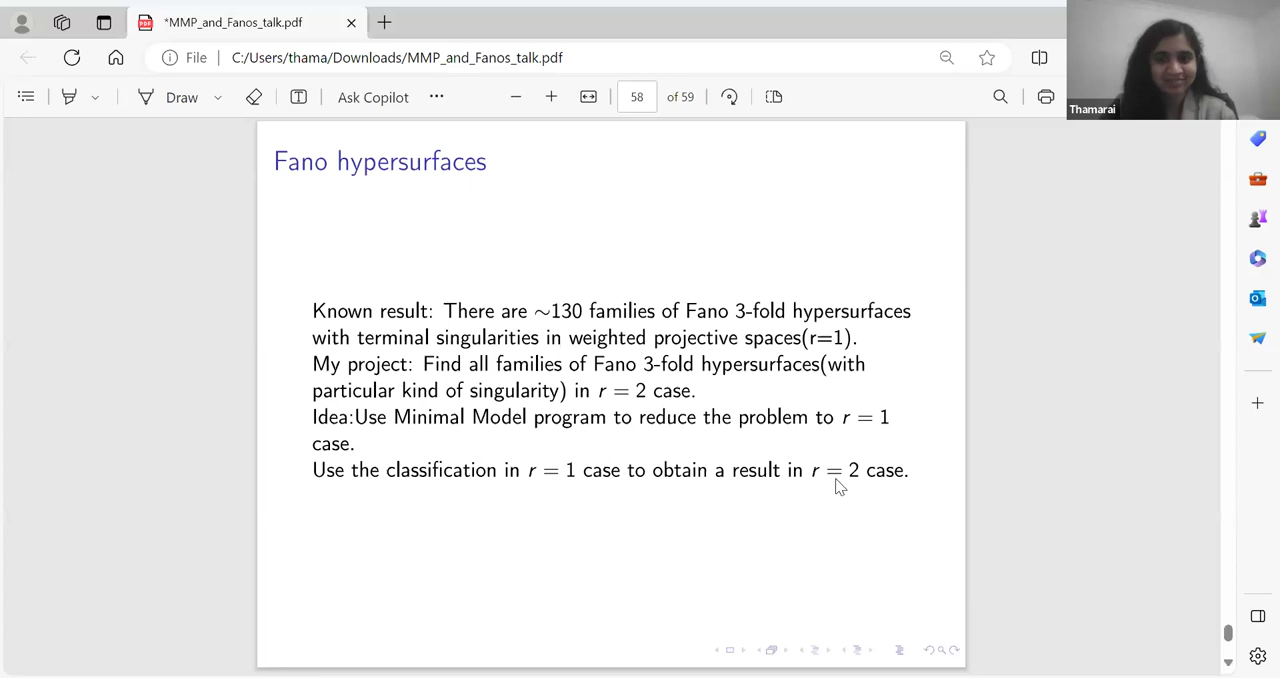 *MMP_and_Fanos_talk.pdf
File
C:/Users/thama/Downloads/MMP_and_Fanos_talk.pdf
Draw
Ask Copilot
58
of 59
Thamarai
Fano hypersurfaces
Known result: There are ~130 families of Fano 3-fold hypersurfaces
with terminal singularities in weighted projective spaces(r=1).
My project: Find all families of Fano 3-fold hypersurfaces(with
particular kind of singularity) in r = 2 case.
Idea:Use Minimal Model program to reduce the problem to r = 1
case.
Use the classification in r = 1 case to obtain a result in r = 2 case.